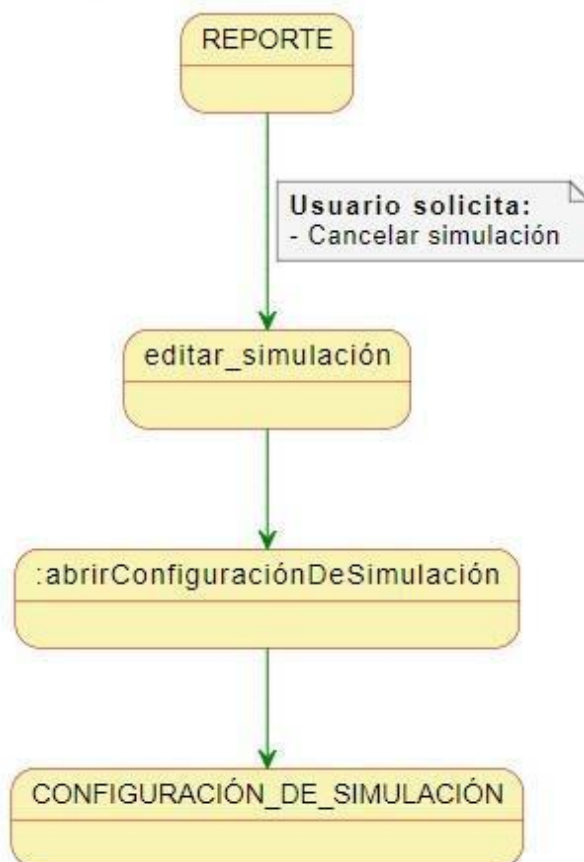 REPORTE
Usuario solicita:
- Cancelar simulación
editar_simulación
:abrirConfiguraciónDeSimulación
CONFIGURACIÓN_DE_SIMULACIÓN